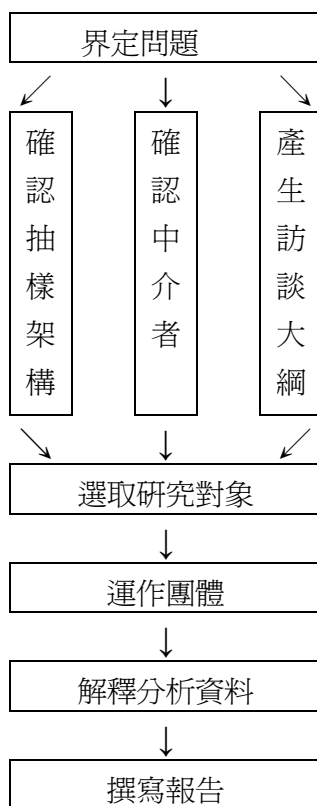 界定問題
確認抽樣架構
確認中介者
產生訪談大綱
選取研究對象
運作團體
解釋分析資料
撰寫報告